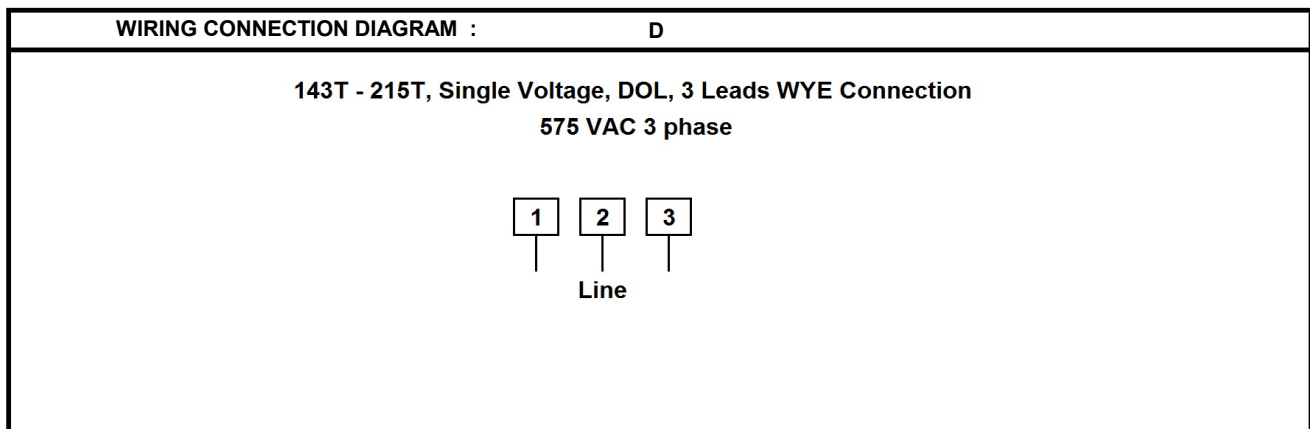 WIRING CONNECTION DIAGRAM : D
143T - 215T, Single Voltage, DOL, 3 Leads WYE Connection
575 VAC 3 phase
1 2 3
Line